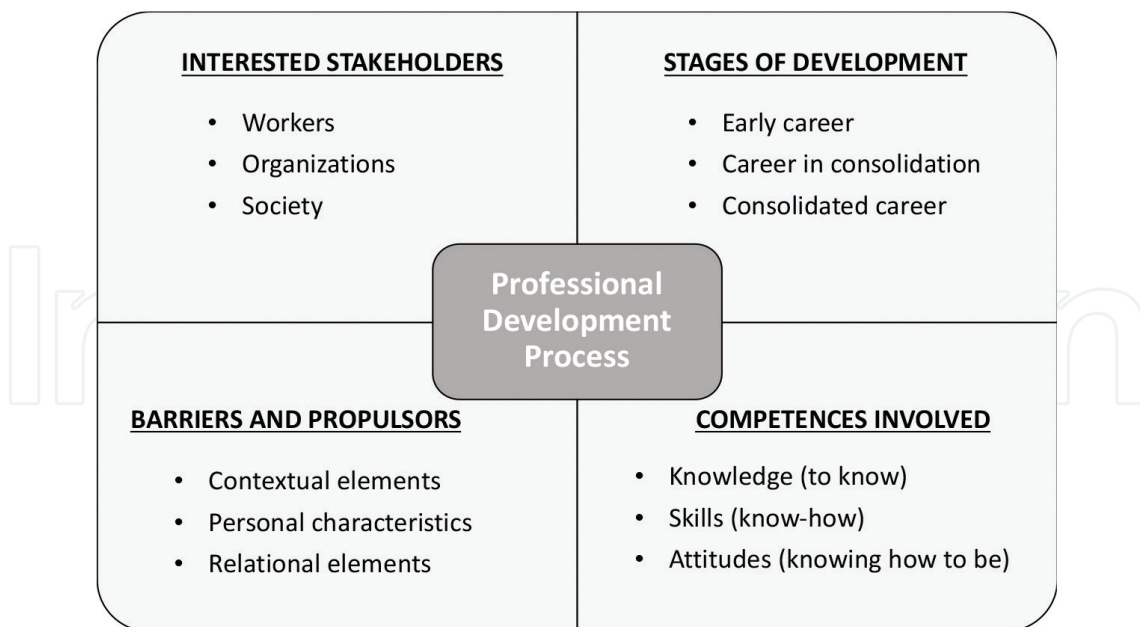 INTERESTED STAKEHOLDERS
• Workers
• Organizations
• Society
STAGES OF DEVELOPMENT
• Early career
• Career in consolidation
• Consolidated career
Professional
Development
Process
BARRIERS AND PROPULSORS
• Contextual elements
• Personal characteristics
• Relational elements
COMPETENCES INVOLVED
• Knowledge (to know)
• Skills (know-how)
• Attitudes (knowing how to be)